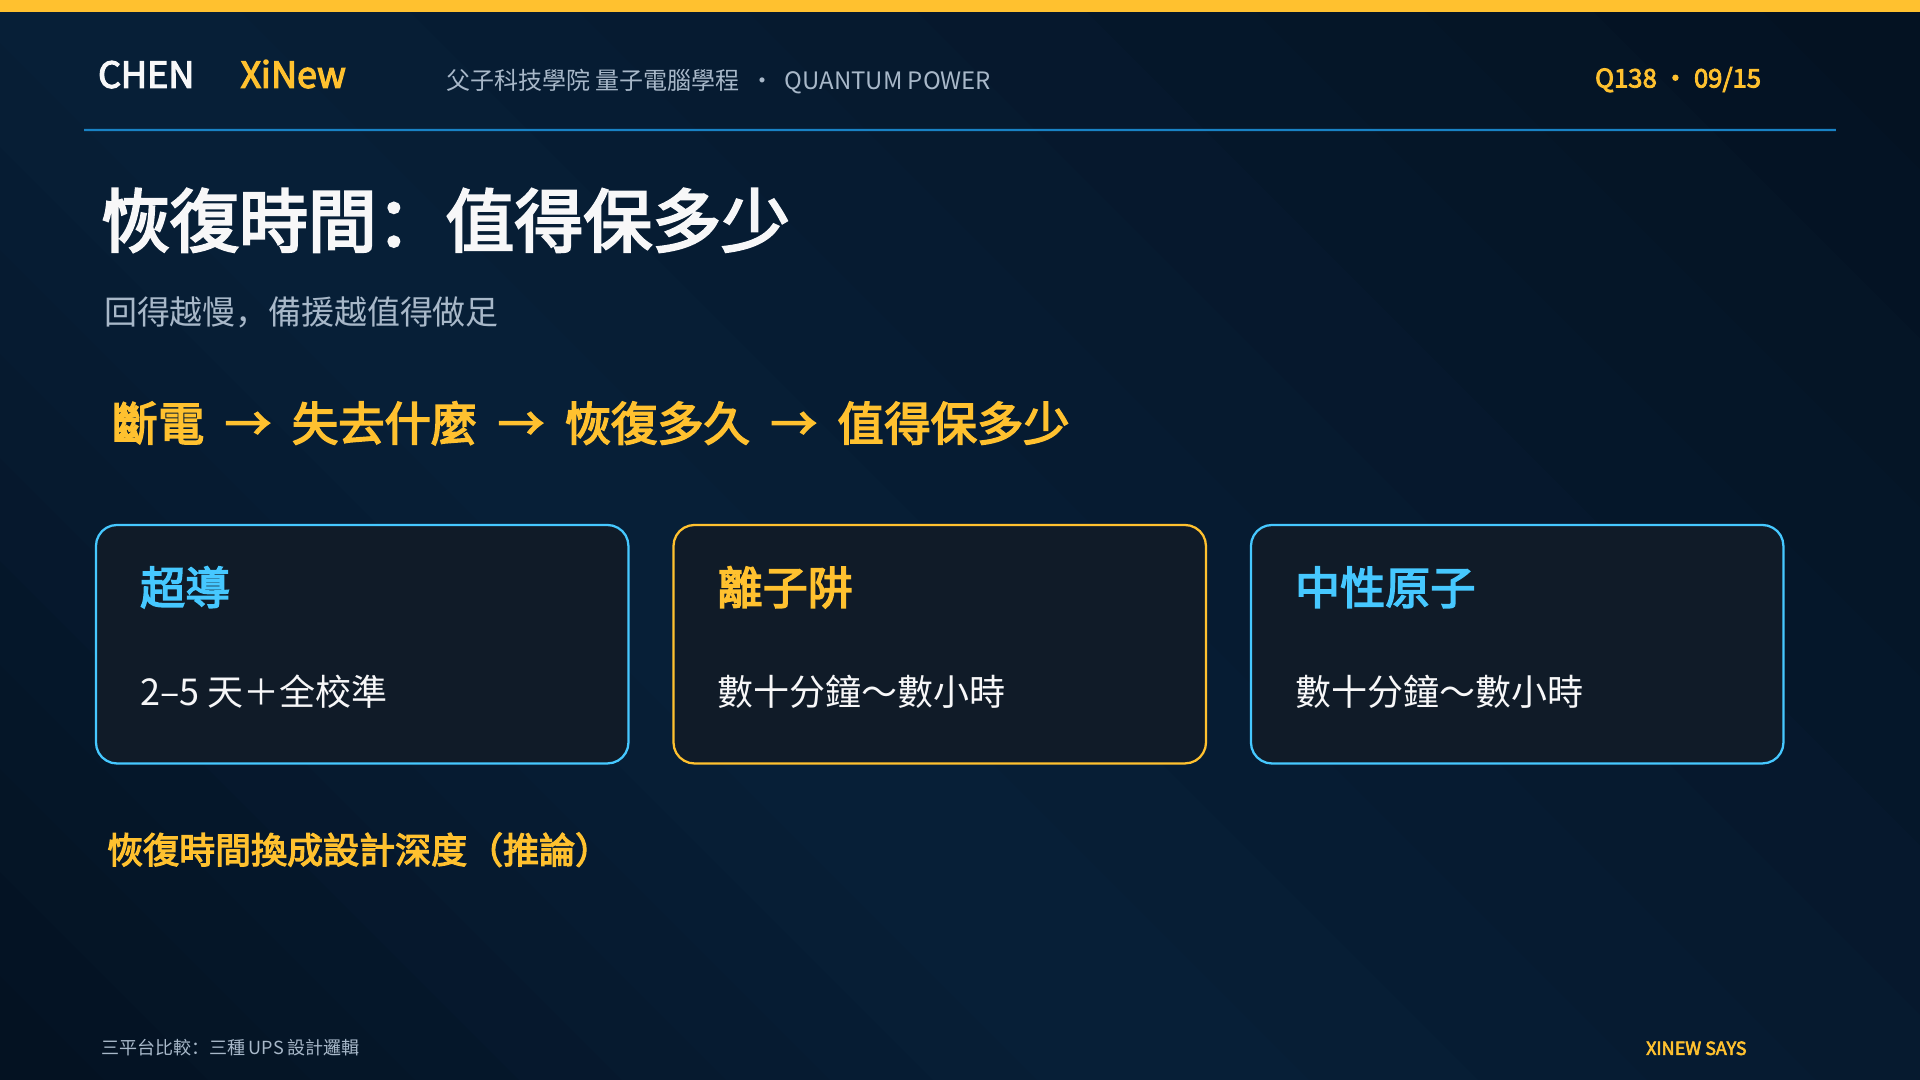 CHEN XiNew 父子科技學院 量子電腦學程 · QUANTUM POWER Q138 · 09/15
恢復時間：值得保多少
回得越慢，備援越值得做足
斷電 → 失去什麼 → 恢復多久 → 值得保多少
超導
2–5 天＋全校準
離子阱
數十分鐘～數小時
中性原子
數十分鐘～數小時
恢復時間換成設計深度（推論）
三平台比較：三種 UPS 設計邏輯
XINEW SAYS